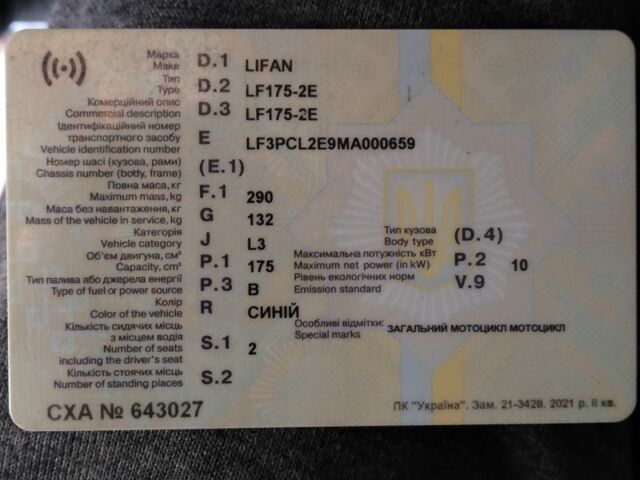 Марка
Make D.1 LIFAN
Тип
Type D.2 LF175-2E
Комерційний опис
Commercial description D.3 LF175-2E
Ідентифікаційний номер
транспортного засобу
Vehicle identification number E LF3PCL2E9MA000659
Номер шасі (кузова, рами)
Chassis number (body, frame) (E.1)
Повна маса, кг
Maximum mass, kg F.1 290
Маса без навантаження, кг
Mass of the vehicle in service, kg G 132
Категорія
Vehicle category J L3
Тип кузова
Body type (D.4)
Об'єм двигуна, см³
Capacity, cm³ P.1 175
Максимальна потужність кВт
Maximum net power (in kW) P.2 10
Тип палива або джерела енергії
Type of fuel or power source P.3 B
Рівень екологічних норм
Emission standard V.9
Колір
Color of the vehicle R СИНІЙ
Особливі відмітки:
Special marks ЗАГАЛЬНИЙ МОТОЦИКЛ МОТОЦИКЛ
Кількість сидячих місць
з місцем водія
Number of seats
including the driver's seat S.1 2
Кількість стоячих місць
Number of standing places S.2
СХА № 643027
ПК "Україна". Зам. 21-3428. 2021 р. II кв.